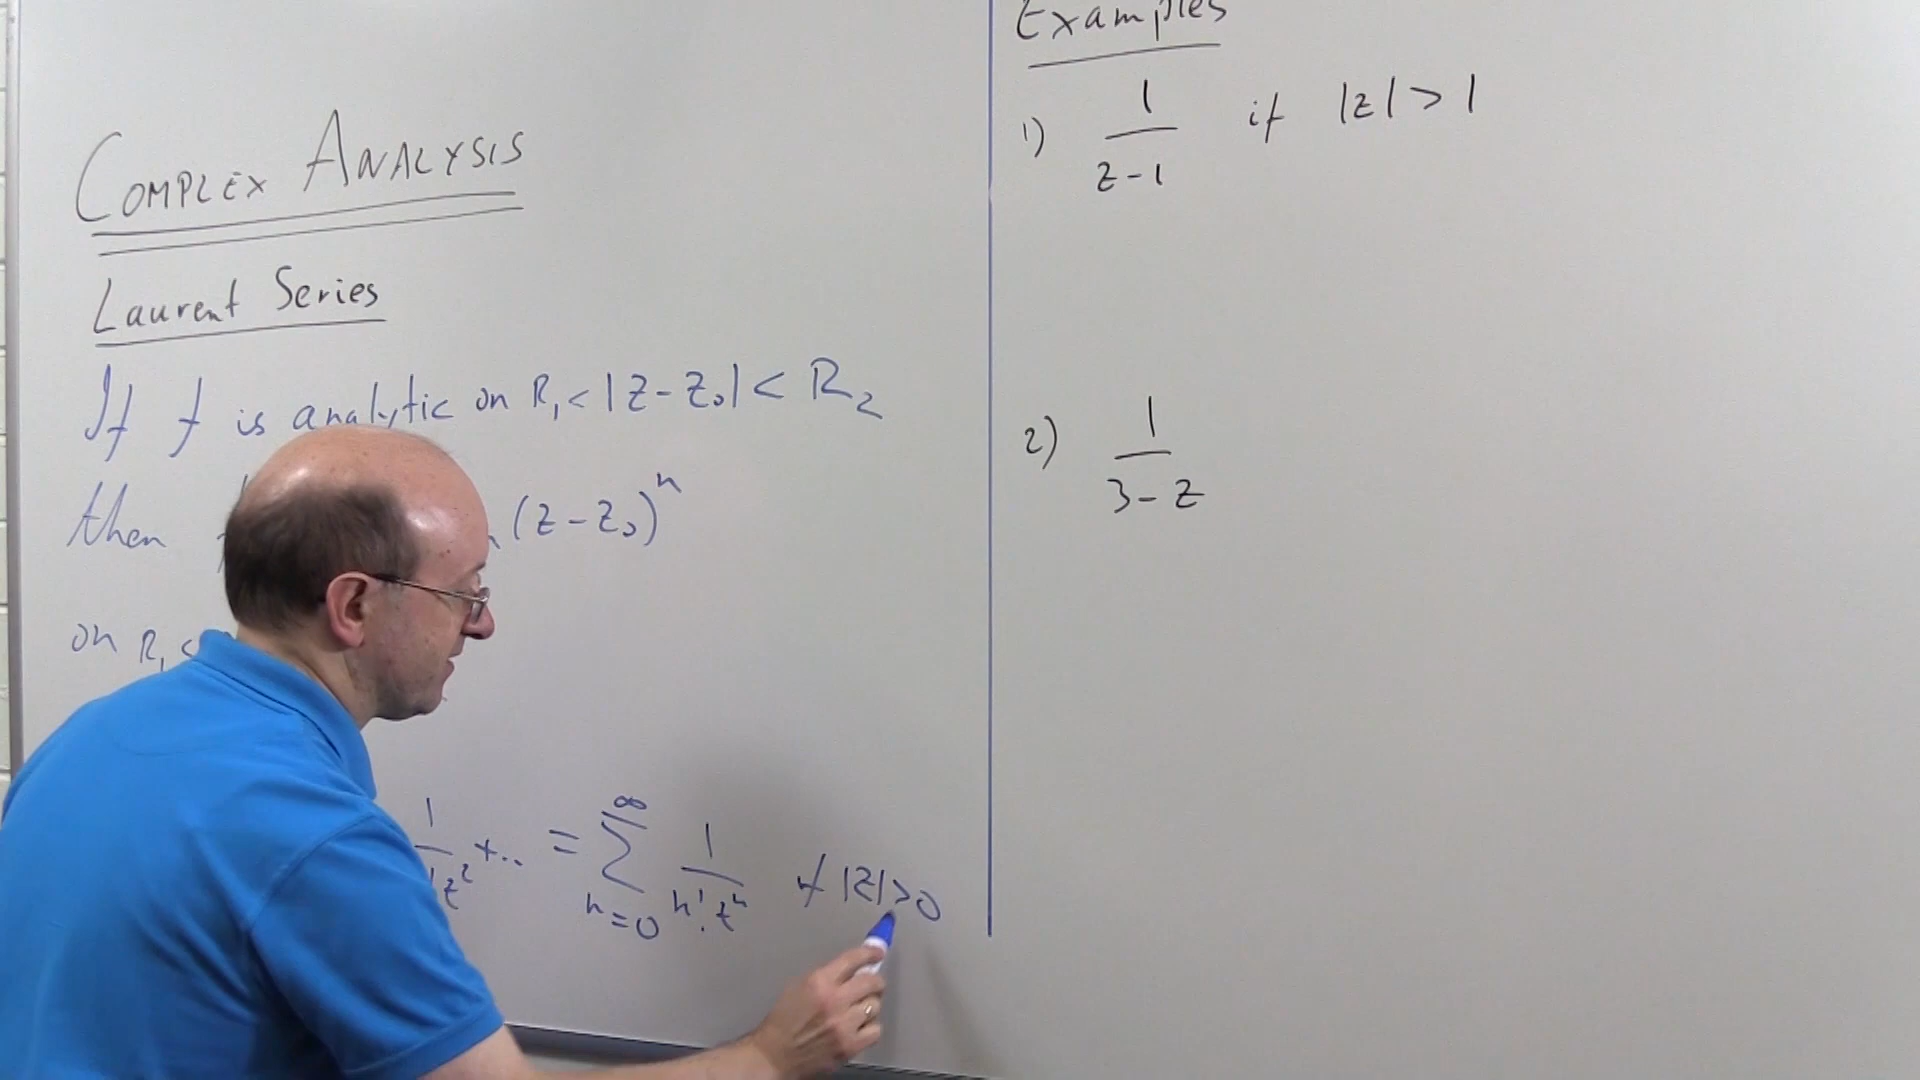 COMPLEX ANALYSIS
Laurent Series
If f is analytic on R₁ < |z - z₀| < R₂
then (z - z₀)ⁿ
on R₁ <
1/z² + .. = ∑_{n=0}^{∞} 1/(n! zⁿ) if |z| > 0
Examples
1) 1/(z-1) if |z| > 1
2) 1/(3-z)